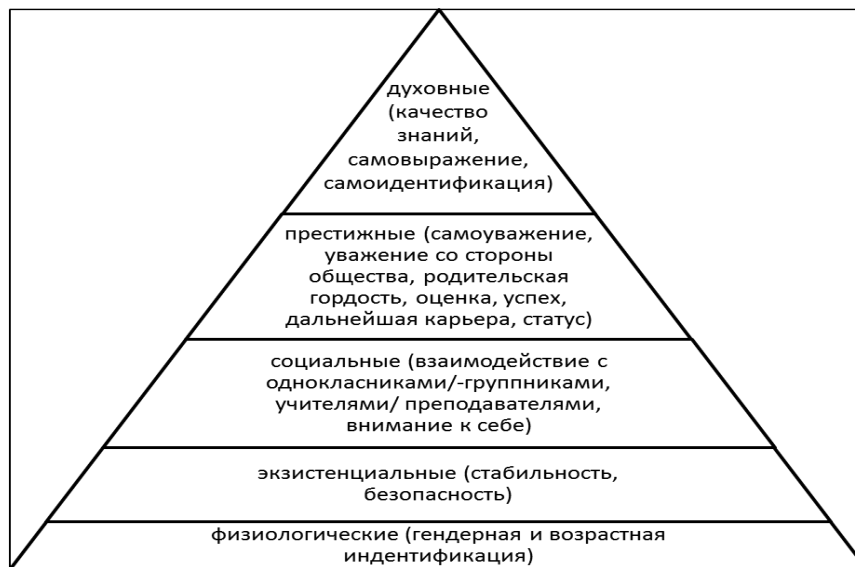 духовные
(качество
знаний,
самовыражение,
самоидентификация)
престижные (самоуважение,
уважение со стороны
общества, родительская
гордость, оценка, успех,
дальнейшая карьера, статус)
социальные (взаимодействие с
однокласниками/-группниками,
учителями/ преподавателями,
внимание к себе)
экзистенциальные (стабильность,
безопасность)
физиологические (гендерная и возрастная
индентификация)